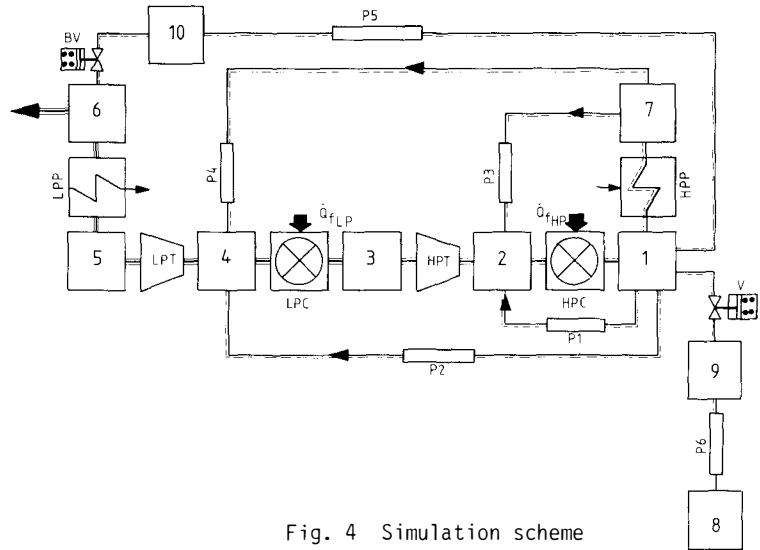 P5
BV
10
6
7
LPP
P4
P3
HPP
Q̇fLP
Q̇fHP
5
LPT
4
3
HPT
2
1
LPC
HPC
V
P1
P2
9
P6
8
Fig. 4 Simulation scheme